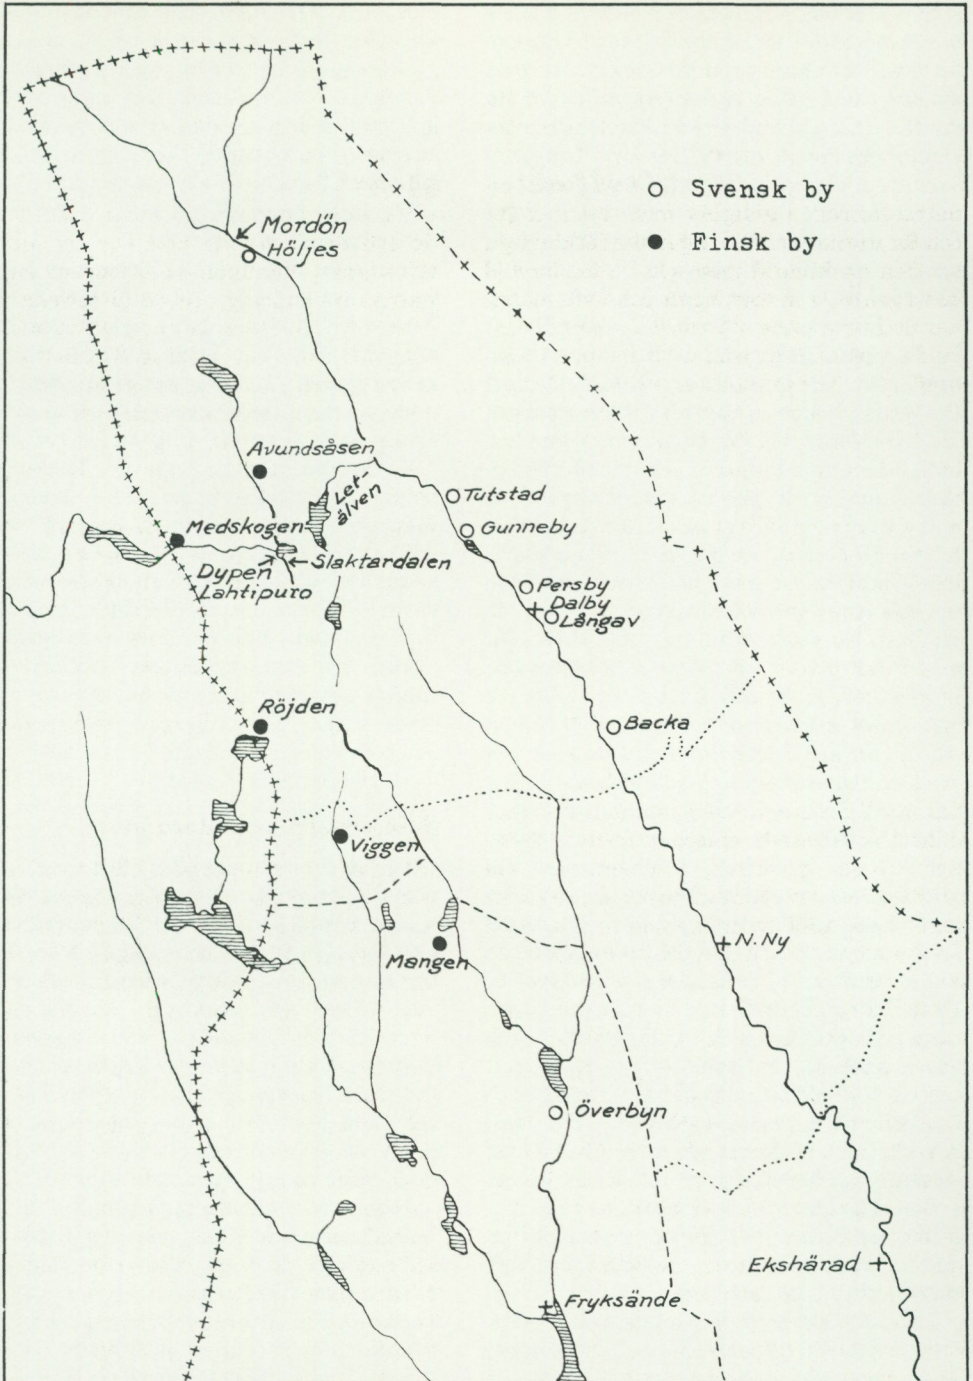 Svensk by
Finsk by
Mordön
Höljes
Avundsåsen
Let-
älven
Tutstad
Medskogen
Gunneby
Dypen
Slaktardalen
Lahtipuro
Persby
Dalby
Långav
Röjden
Backa
Viggen
N.Ny
Mangen
Överbyn
Ekshärad
Fryksände